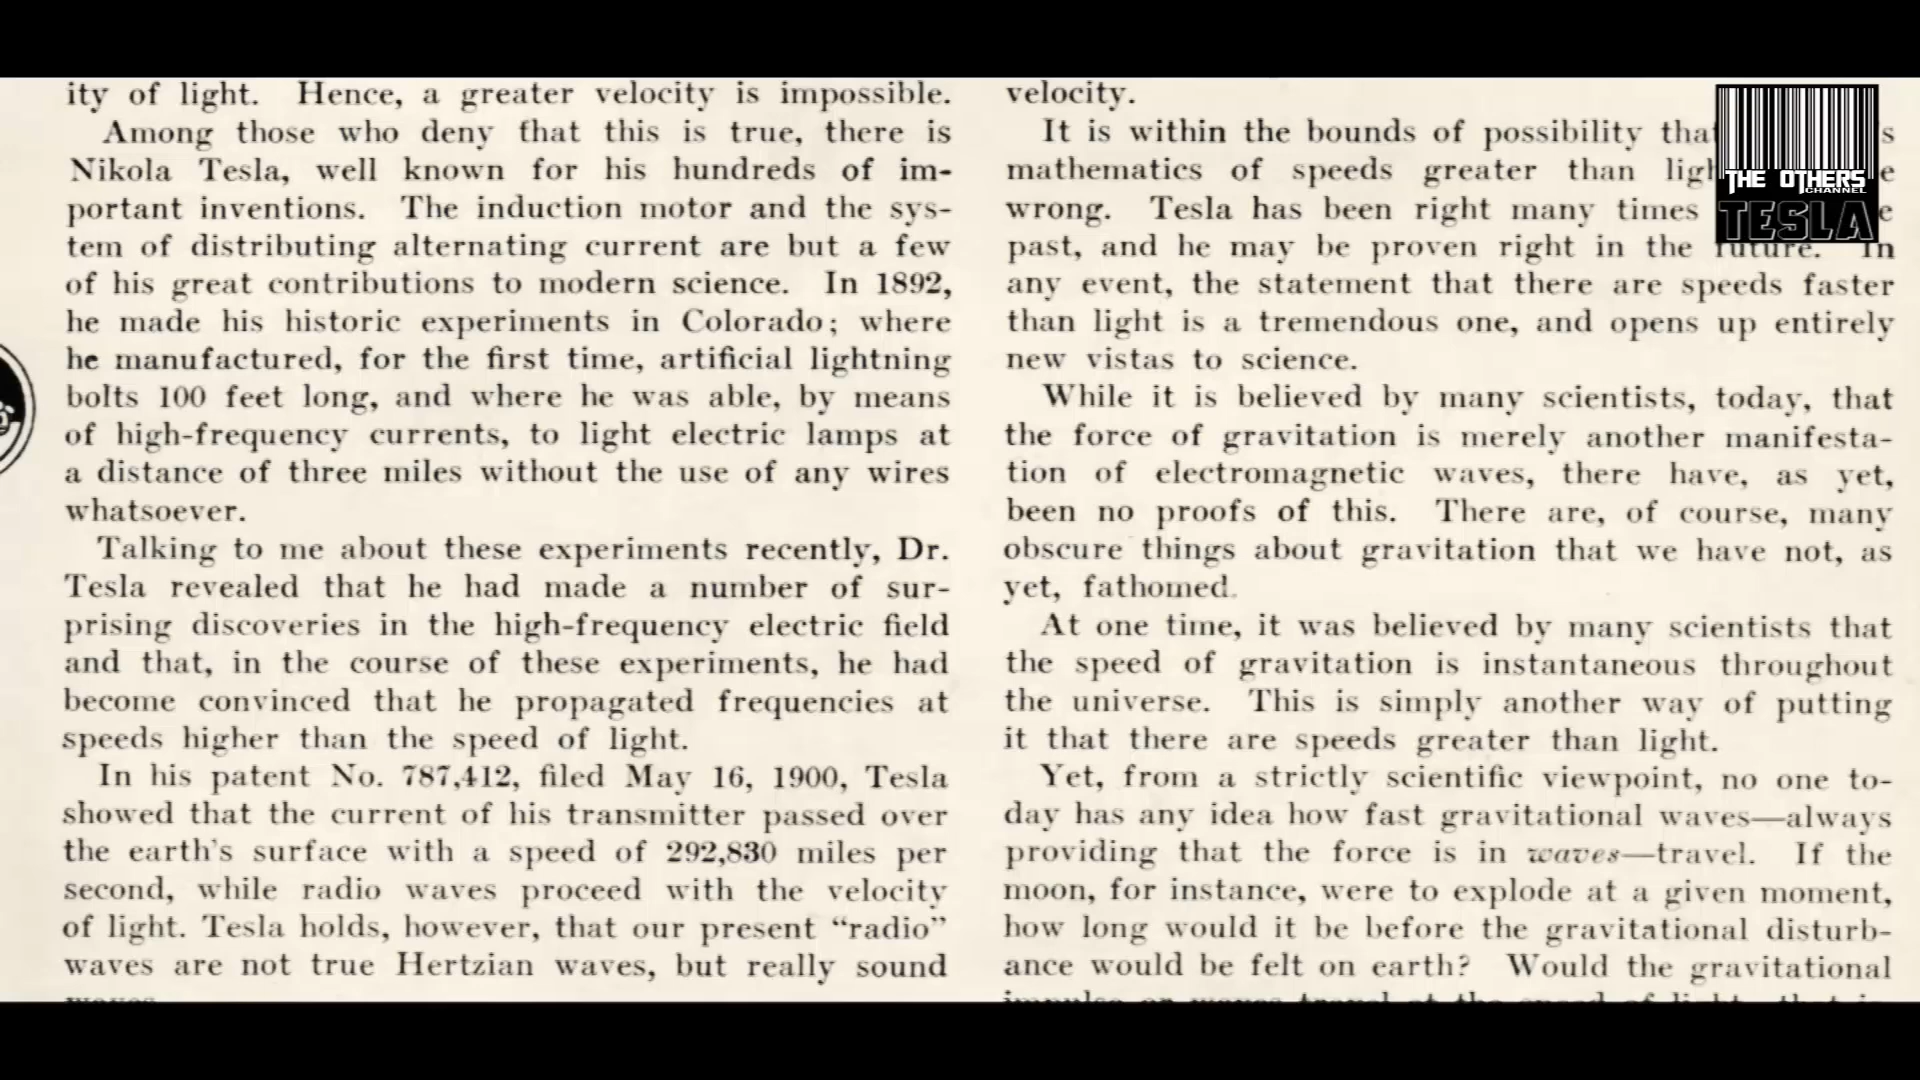 ity of light. Hence, a greater velocity is impossible.
Among those who deny that this is true, there is
Nikola Tesla, well known for his hundreds of im-
portant inventions. The induction motor and the sys-
tem of distributing alternating current are but a few
of his great contributions to modern science. In 1892,
he made his historic experiments in Colorado; where
he manufactured, for the first time, artificial lightning
bolts 100 feet long, and where he was able, by means
of high-frequency currents, to light electric lamps at
a distance of three miles without the use of any wires
whatsoever.
Talking to me about these experiments recently, Dr.
Tesla revealed that he had made a number of sur-
prising discoveries in the high-frequency electric field
and that, in the course of these experiments, he had
become convinced that he propagated frequencies at
speeds higher than the speed of light.
In his patent No. 787,412, filed May 16, 1900, Tesla
showed that the current of his transmitter passed over
the earth's surface with a speed of 292,830 miles per
second, while radio waves proceed with the velocity
of light. Tesla holds, however, that our present “radio”
waves are not true Hertzian waves, but really sound
velocity.
It is within the bounds of possibility
mathematics of speeds greater than
wrong. Tesla has been right many times
past, and he may be proven right in the future. In
any event, the statement that there are speeds faster
than light is a tremendous one, and opens up entirely
new vistas to science.
While it is believed by many scientists, today, that
the force of gravitation is merely another manifesta-
tion of electromagnetic waves, there have, as yet,
been no proofs of this. There are, of course, many
obscure things about gravitation that we have not, as
yet, fathomed.
At one time, it was believed by many scientists that
the speed of gravitation is instantaneous throughout
the universe. This is simply another way of putting
it that there are speeds greater than light.
Yet, from a strictly scientific viewpoint, no one to-
day has any idea how fast gravitational waves—always
providing that the force is in waves—travel. If the
moon, for instance, were to explode at a given moment,
how long would it be before the gravitational disturb-
ance would be felt on earth? Would the gravitational
THE OTHERS
CHANNEL
TESLA